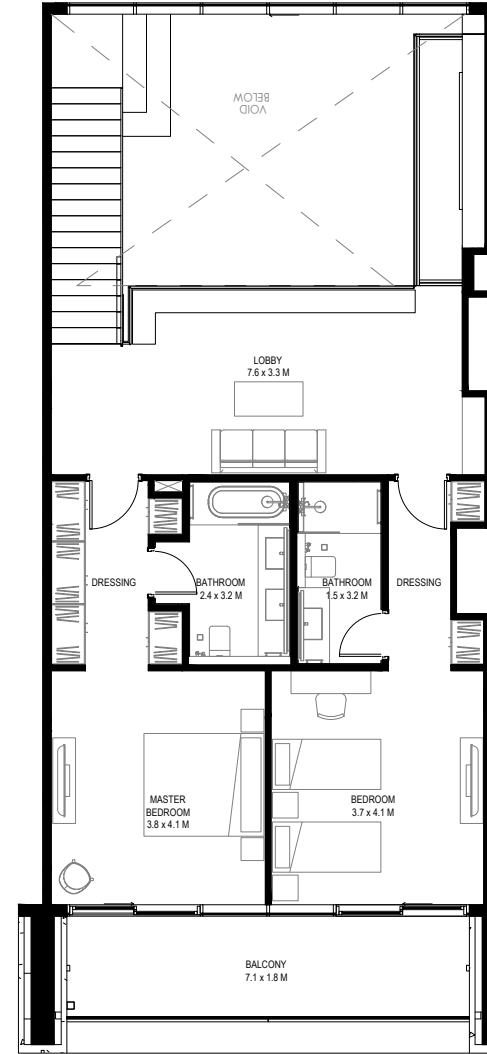 VOID
BELOW
LOBBY
7.6 x 3.3 M
DRESSING
BATHROOM
2.4 x 3.2 M
BATHROOM
1.5 x 3.2 M
DRESSING
MASTER
BEDROOM
3.8 x 4.1 M
BEDROOM
3.7 x 4.1 M
BALCONY
7.1 x 1.8 M